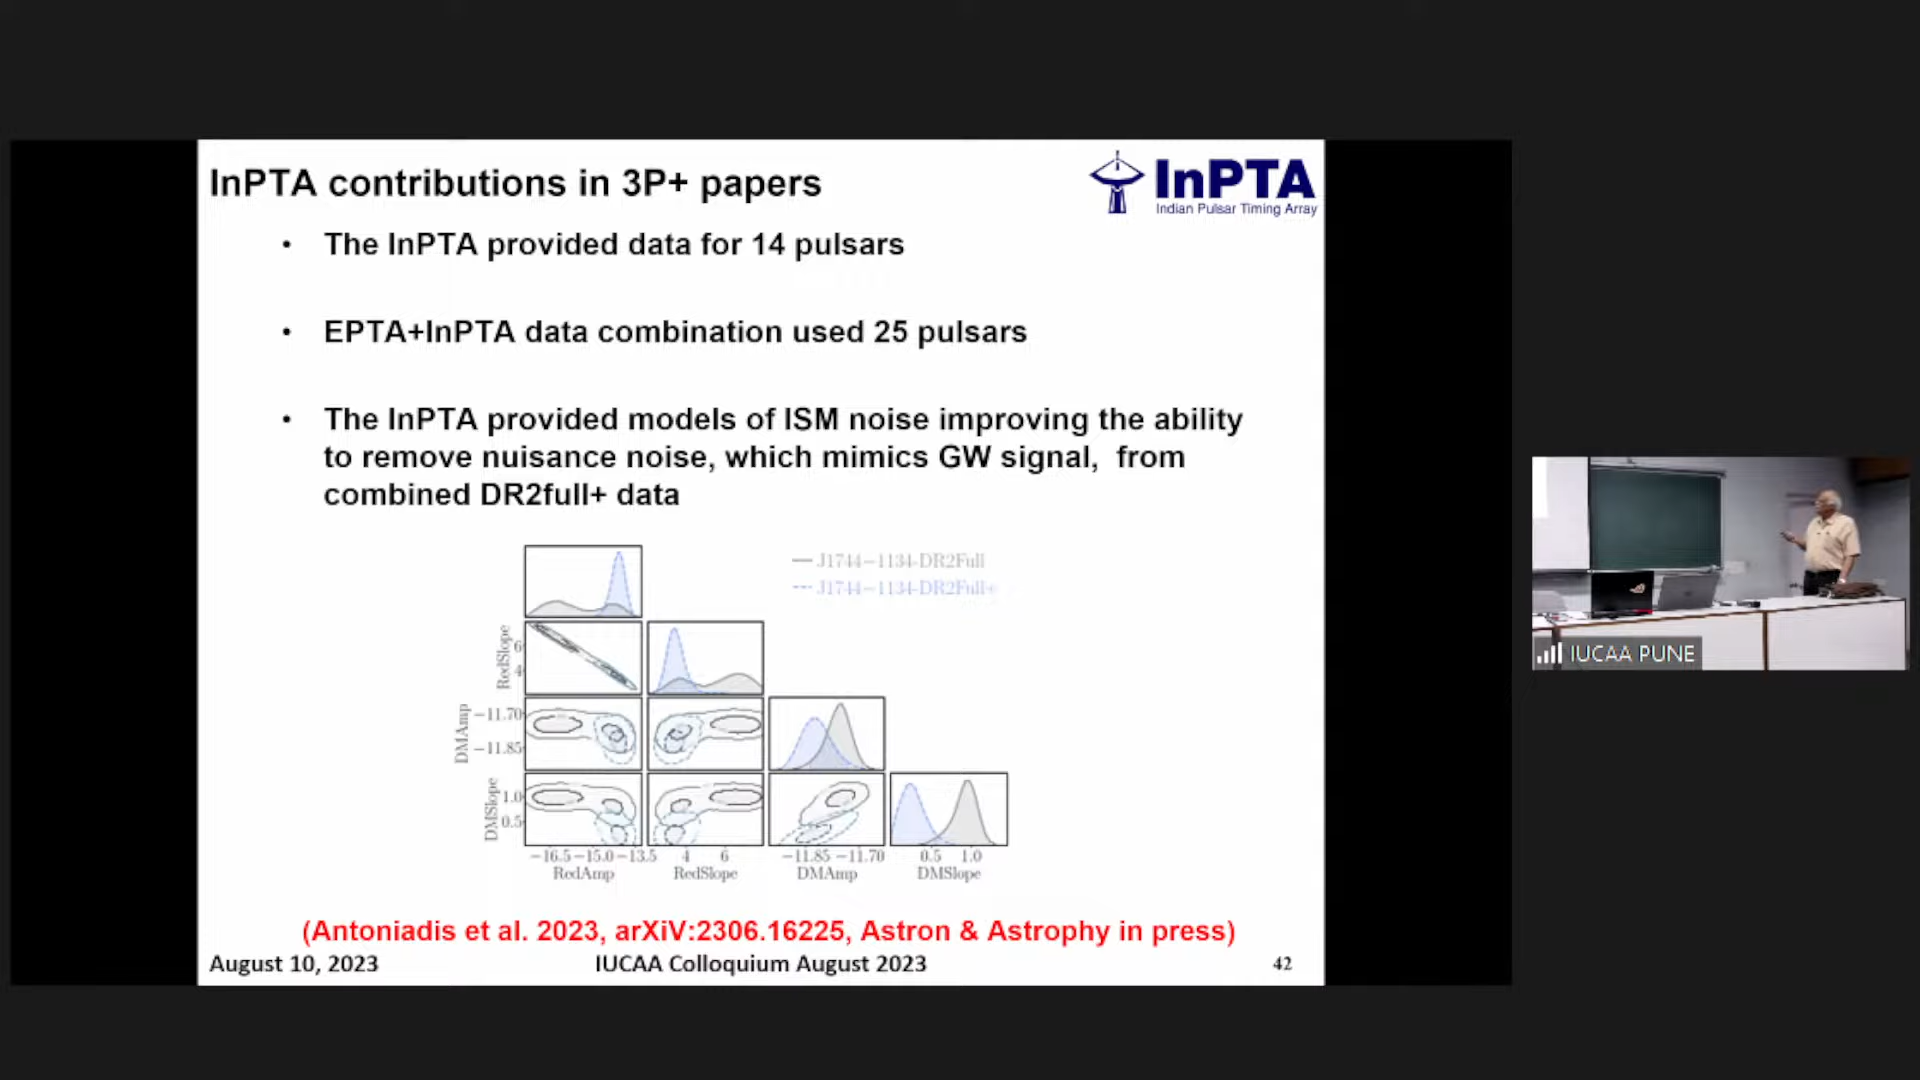 InPTA contributions in 3P+ papers
InPTA
Indian Pulsar Timing Array
• The InPTA provided data for 14 pulsars
• EPTA+InPTA data combination used 25 pulsars
• The InPTA provided models of ISM noise improving the ability
to remove nuisance noise, which mimics GW signal, from
combined DR2full+ data
J1744−1134-DR2Full
RedSlope
6
4
DMAmp
−11.70
−11.85
DMSlope
1.0
0.5
−16.5 −15.0 −13.5 4 6 −11.85 −11.70 0.5 1.0
RedAmp RedSlope DMAmp DMSlope
(Antoniadis et al. 2023, arXiV:2306.16225, Astron & Astrophy in press)
August 10, 2023 IUCAA Colloquium August 2023 42
IUCAA PUNE